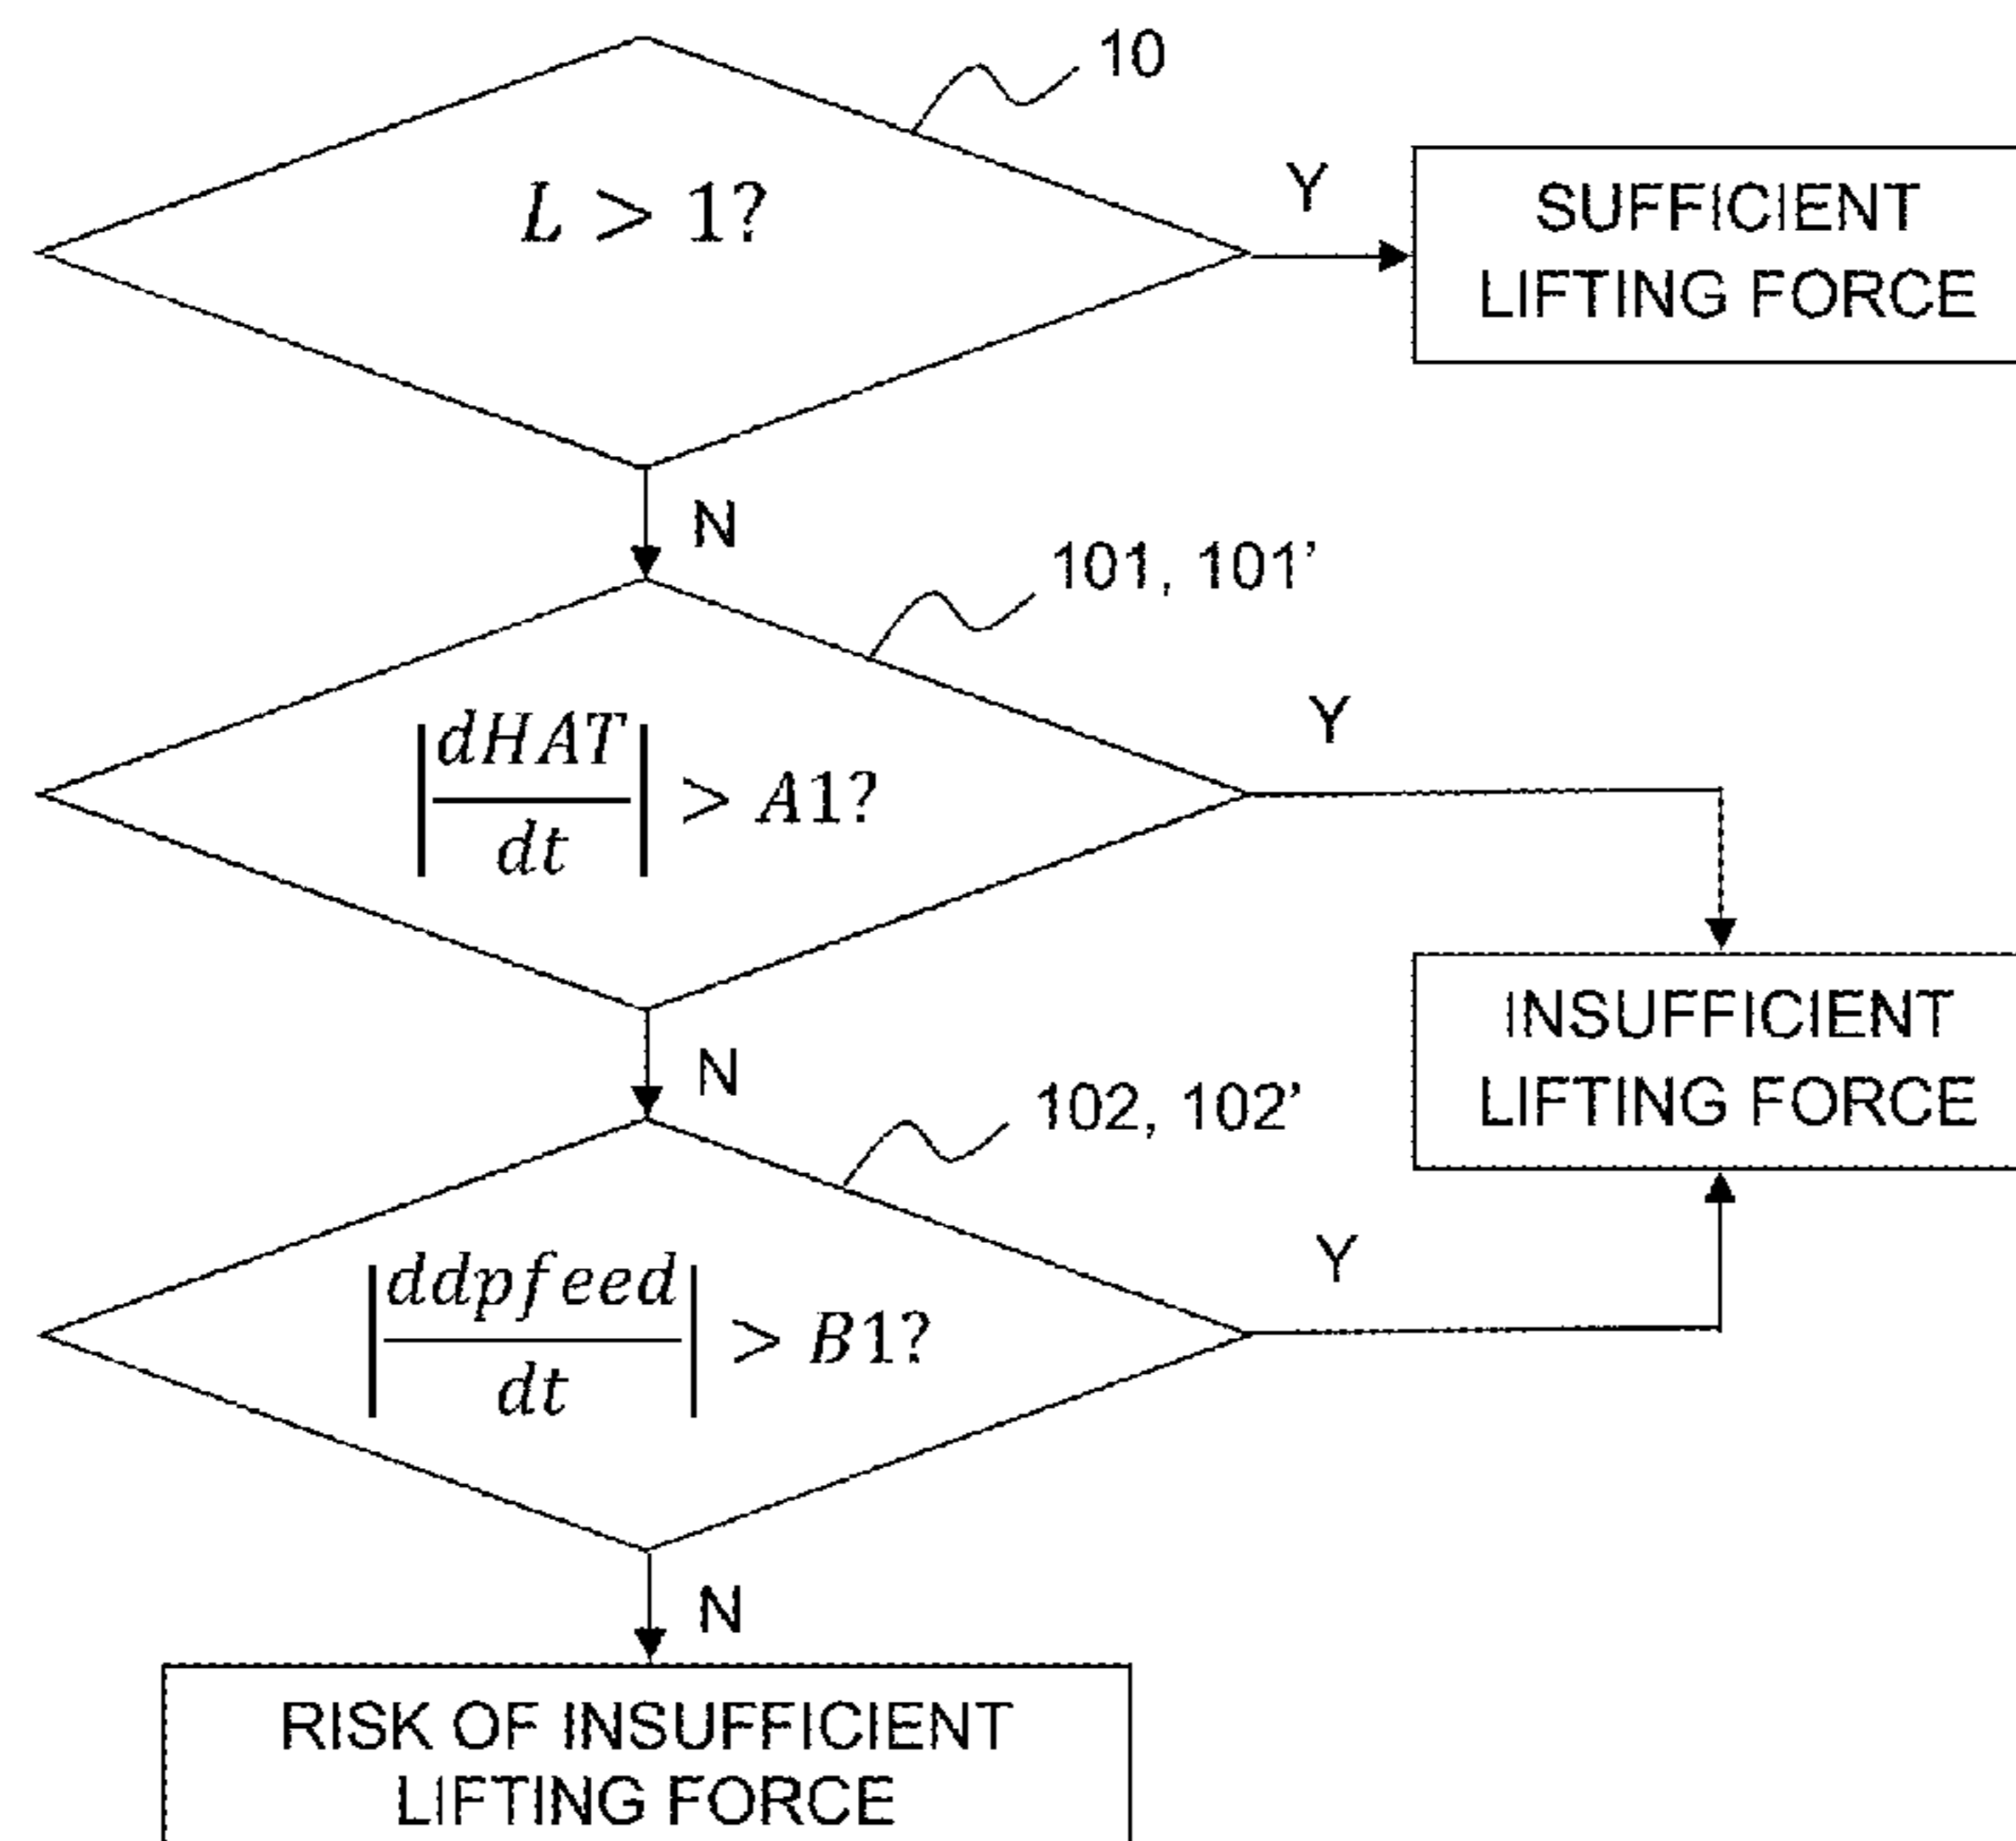 10
L > 1?
Y
SUFFICIENT
LIFTING FORCE
N
101, 101’
|dHAT/dt| > A1?
Y
INSUFFICIENT
LIFTING FORCE
N
102, 102’
|ddpfeed/dt| > B1?
Y
N
RISK OF INSUFFICIENT
LIFTING FORCE